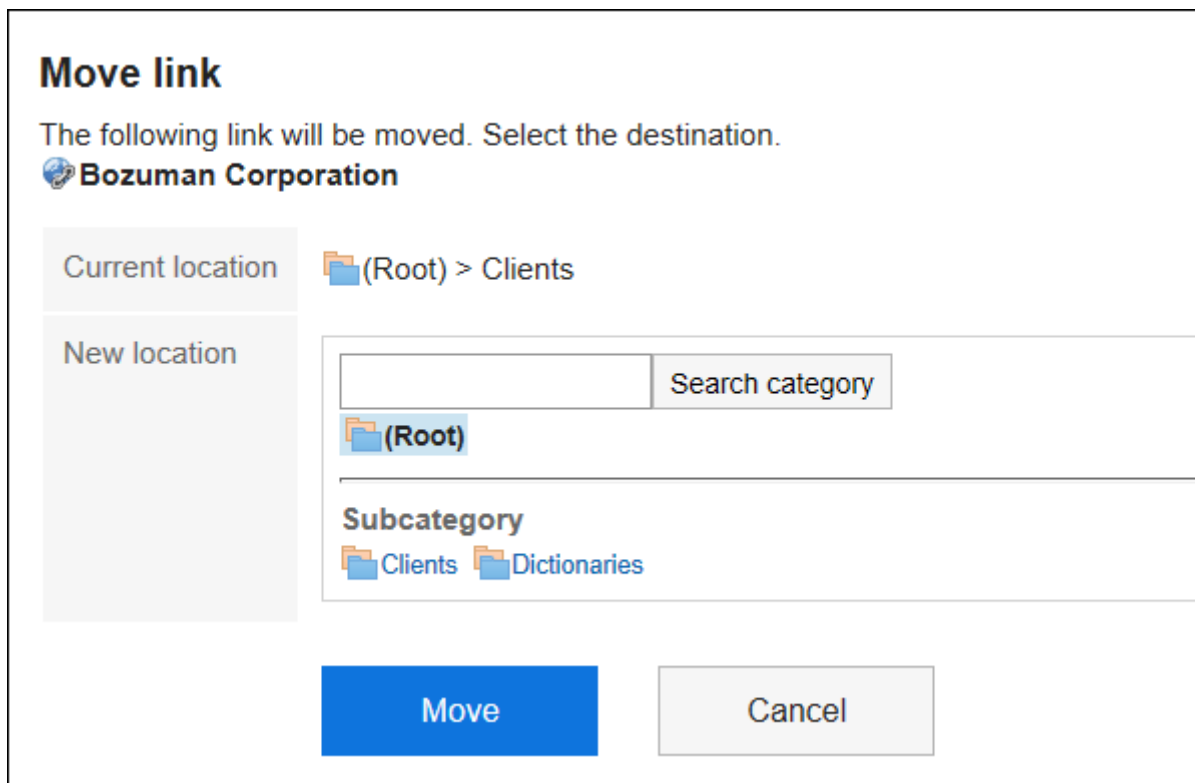 Move link
The following link will be moved. Select the destination.
Bozuman Corporation
Current location
(Root) > Clients
New location
Search category
(Root)
Subcategory
Clients Dictionaries
Move Cancel